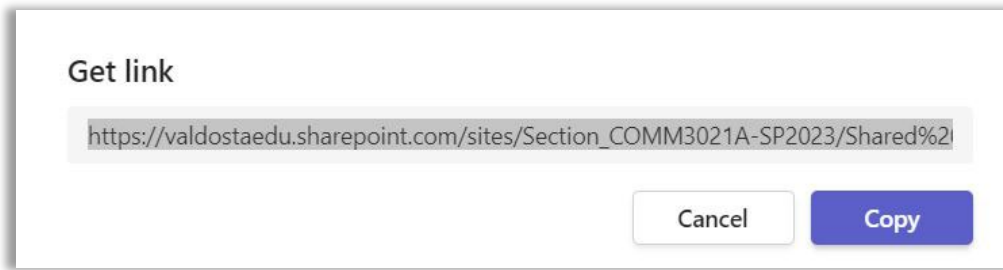 Get link
https://valdostaedu.sharepoint.com/sites/Section_COMM3021A-SP2023/Shared%2
Cancel Copy